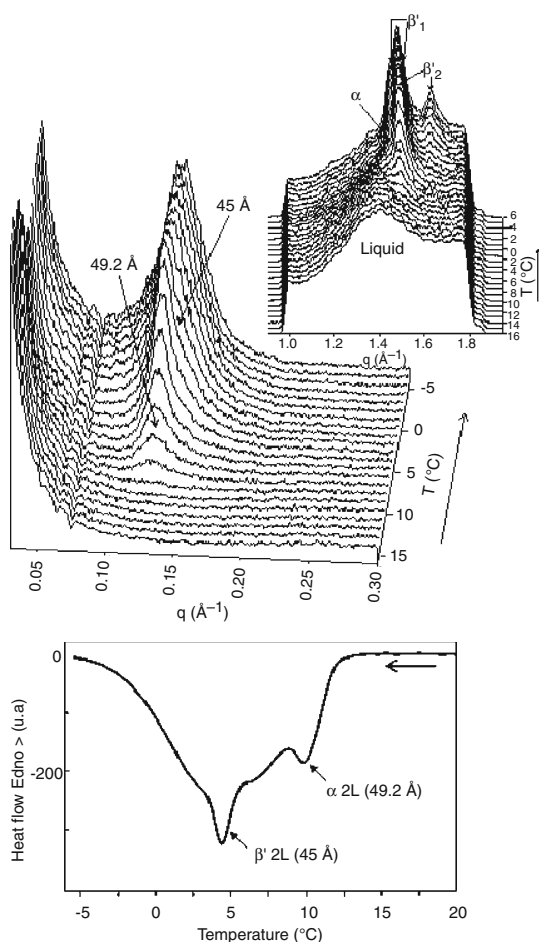 β'1
β'2
α
45 Å
49.2 Å
Liquid
6
4
2
0
2
4
6
8
10
12
14
16
T (°C)
1.0 1.2 1.4 1.6 1.8
q (Å–1)
-5
0
5
10
15
T (°C)
0.05 0.10 0.15 0.20 0.25 0.30
q (Å–1)
0
-200
Heat flow Edno > (u.a)
α 2L (49.2 Å)
β' 2L (45 Å)
-5 0 5 10 15 20
Temperature (°C)